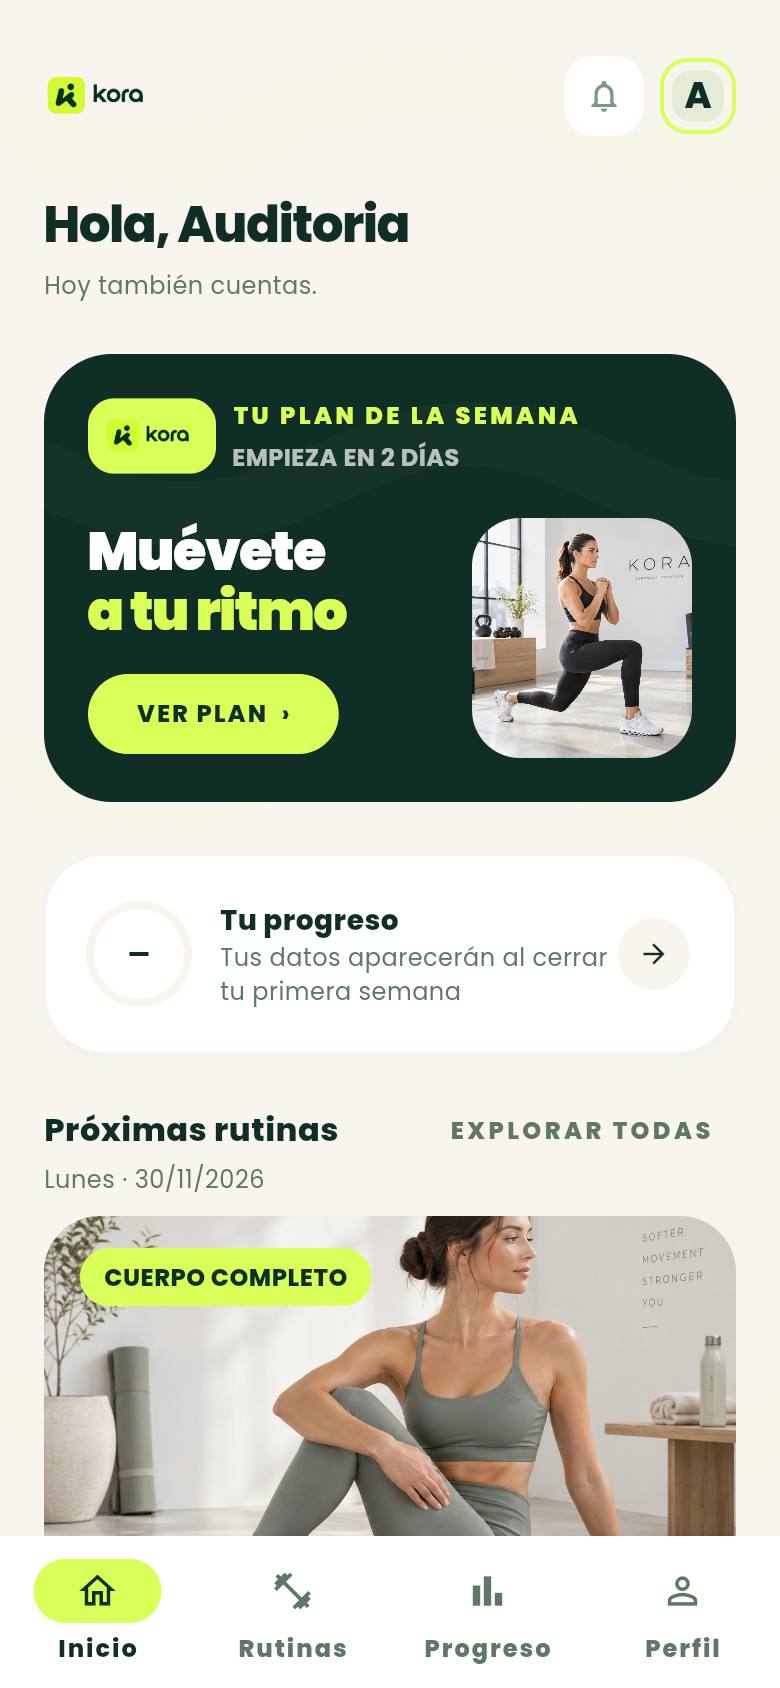 kora
A
Hola, Auditoria
Hoy también cuentas.
kora
TU PLAN DE LA SEMANA
EMPIEZA EN 2 DÍAS
Muévete
a tu ritmo
KORA
VER PLAN ›
–
Tu progreso
Tus datos aparecerán al cerrar
tu primera semana
Próximas rutinas
EXPLORAR TODAS
Lunes · 30/11/2026
CUERPO COMPLETO
SOFTER
MOVEMENT
STRONGER
YOU
Inicio
Rutinas
Progreso
Perfil